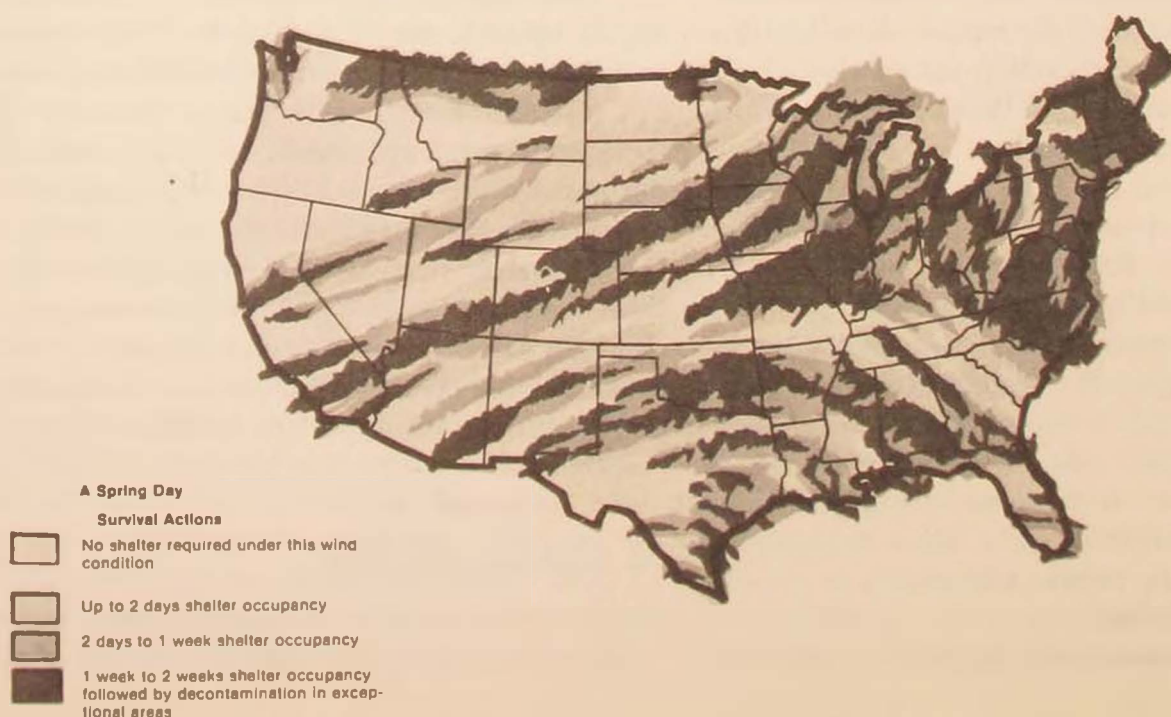 A Spring Day
Survival Actions
No shelter required under this wind
condition
Up to 2 days shelter occupancy
2 days to 1 week shelter occupancy
1 week to 2 weeks shelter occupancy
followed by decontamination in excep-
tional areas